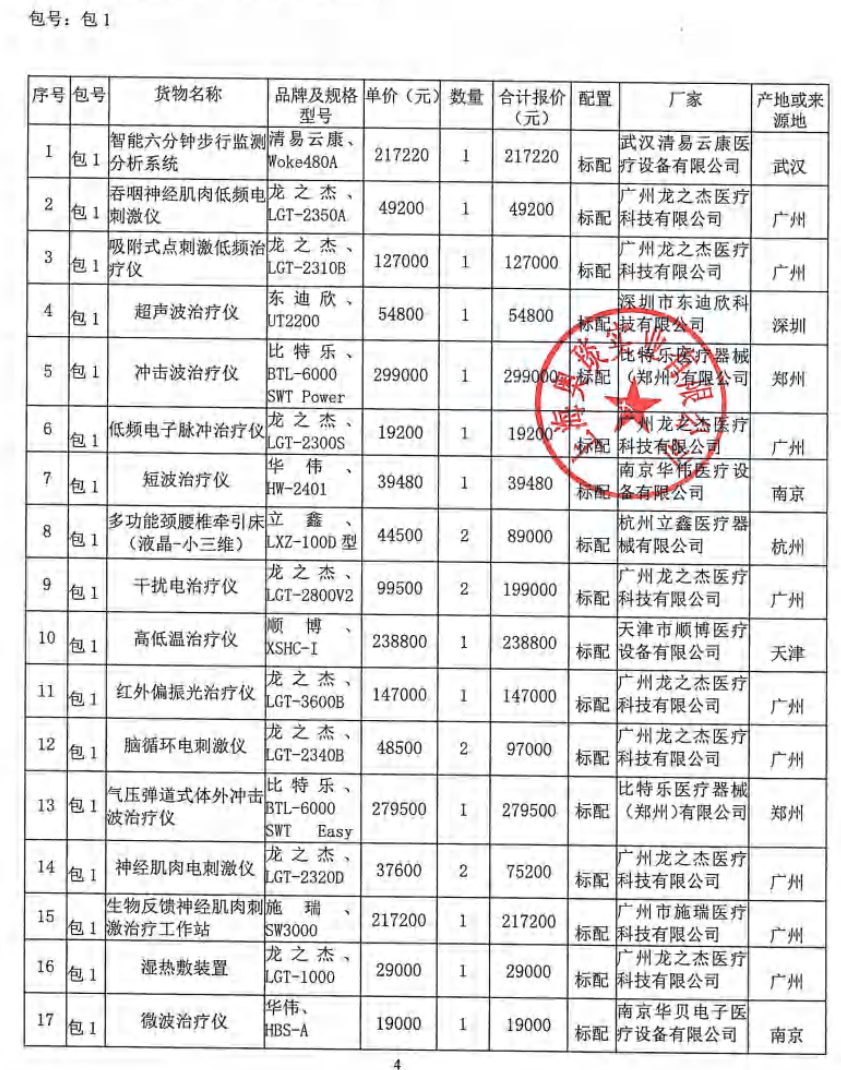 包号：包 1
序号 包号 货物名称 品牌及规格型号 单价（元） 数量 合计报价（元） 配置 厂家 产地或来源地
1 包 1 智能六分钟步行监测分析系统 清易云康、Woke480A 217220 1 217220 标配 武汉清易云康医疗设备有限公司 武汉
2 包 1 吞咽神经肌肉低频电刺激仪 龙之杰、LGT-2350A 49200 1 49200 标配 广州龙之杰医疗科技有限公司 广州
3 包 1 吸附式点刺激低频治疗仪 龙之杰、LGT-2310B 127000 1 127000 标配 广州龙之杰医疗科技有限公司 广州
4 包 1 超声波治疗仪 东迪欣、UT2200 54800 1 54800 标配 深圳市东迪欣科技有限公司 深圳
5 包 1 冲击波治疗仪 比特乐、BTL-6000 SWT Power 299000 1 299000 标配 比特乐医疗器械（郑州）有限公司 郑州
6 包 1 低频电子脉冲治疗仪 龙之杰、LGT-2300S 19200 1 19200 标配 广州龙之杰医疗科技有限公司 广州
7 包 1 短波治疗仪 华伟、HW-2401 39480 1 39480 标配 南京华伟医疗设备有限公司 南京
8 包 1 多功能颈腰椎牵引床（液晶-小三维） 立鑫、LXZ-100D 型 44500 2 89000 标配 杭州立鑫医疗器械有限公司 杭州
9 包 1 干扰电治疗仪 龙之杰、LGT-2800V2 99500 2 199000 标配 广州龙之杰医疗科技有限公司 广州
10 包 1 高低温治疗仪 顺博、XSHC-I 238800 1 238800 标配 天津市顺博医疗设备有限公司 天津
11 包 1 红外偏振光治疗仪 龙之杰、LGT-3600B 147000 1 147000 标配 广州龙之杰医疗科技有限公司 广州
12 包 1 脑循环电刺激仪 龙之杰、LGT-2340B 48500 2 97000 标配 广州龙之杰医疗科技有限公司 广州
13 包 1 气压弹道式体外冲击波治疗仪 比特乐、BTL-6000 SWT Easy 279500 1 279500 标配 比特乐医疗器械（郑州）有限公司 郑州
14 包 1 神经肌肉电刺激仪 龙之杰、LGT-2320D 37600 2 75200 标配 广州龙之杰医疗科技有限公司 广州
15 包 1 生物反馈神经肌肉刺激治疗工作站 施瑞、SW3000 217200 1 217200 标配 广州市施瑞医疗科技有限公司 广州
16 包 1 湿热敷装置 龙之杰、LGT-1000 29000 1 29000 标配 广州龙之杰医疗科技有限公司 广州
17 包 1 微波治疗仪 华伟、HBS-A 19000 1 19000 标配 南京华贝电子医疗设备有限公司 南京
4